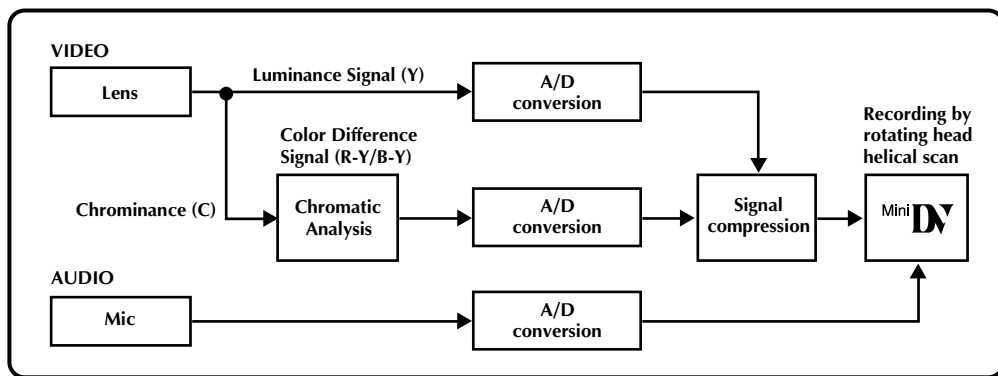 VIDEO
Lens
Luminance Signal (Y)
A/D
conversion
Recording by
rotating head
helical scan
Color Difference
Signal (R-Y/B-Y)
Chrominance (C)
Chromatic
Analysis
A/D
conversion
Signal
compression
Mini DV
AUDIO
Mic
A/D
conversion